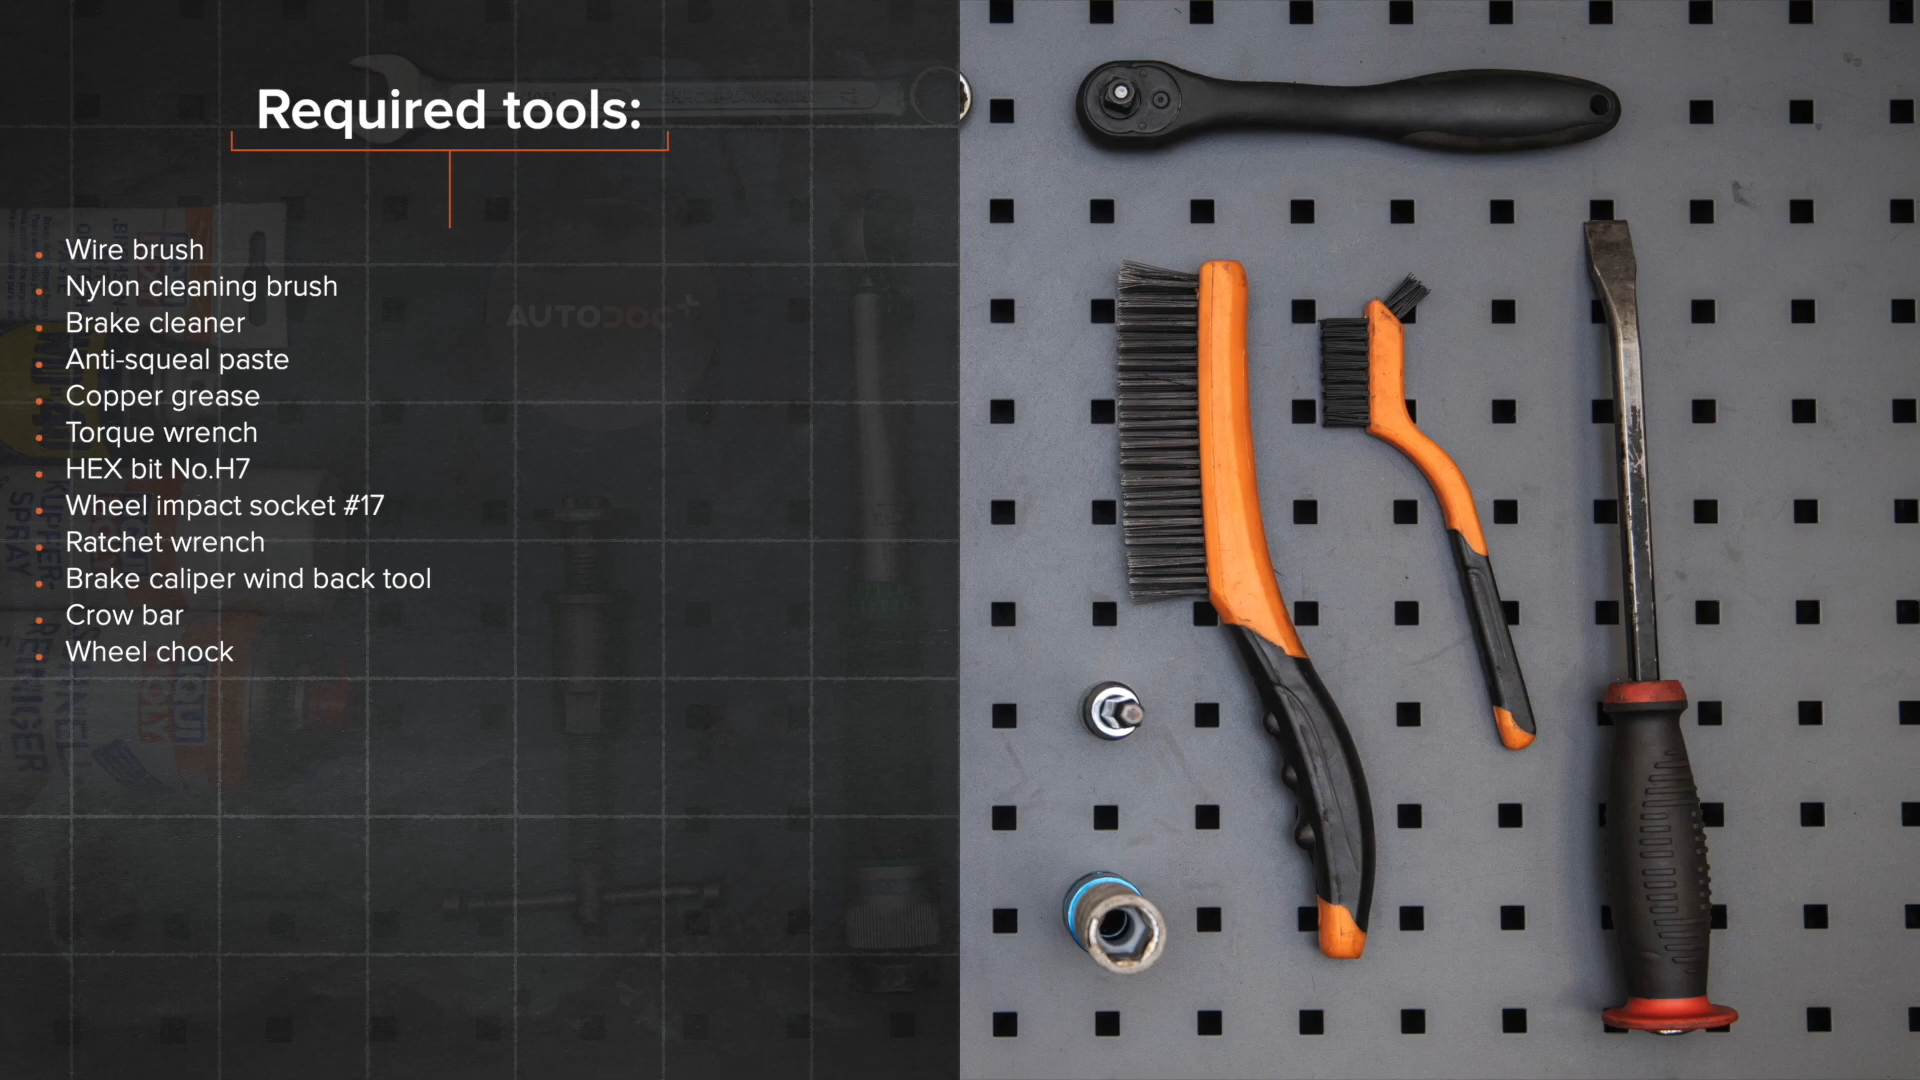 Required tools:
Wire brush
Nylon cleaning brush
Brake cleaner
Anti-squeal paste
Copper grease
Torque wrench
HEX bit No.H7
Wheel impact socket #17
Ratchet wrench
Brake caliper wind back tool
Crow bar
Wheel chock
AUTODOC